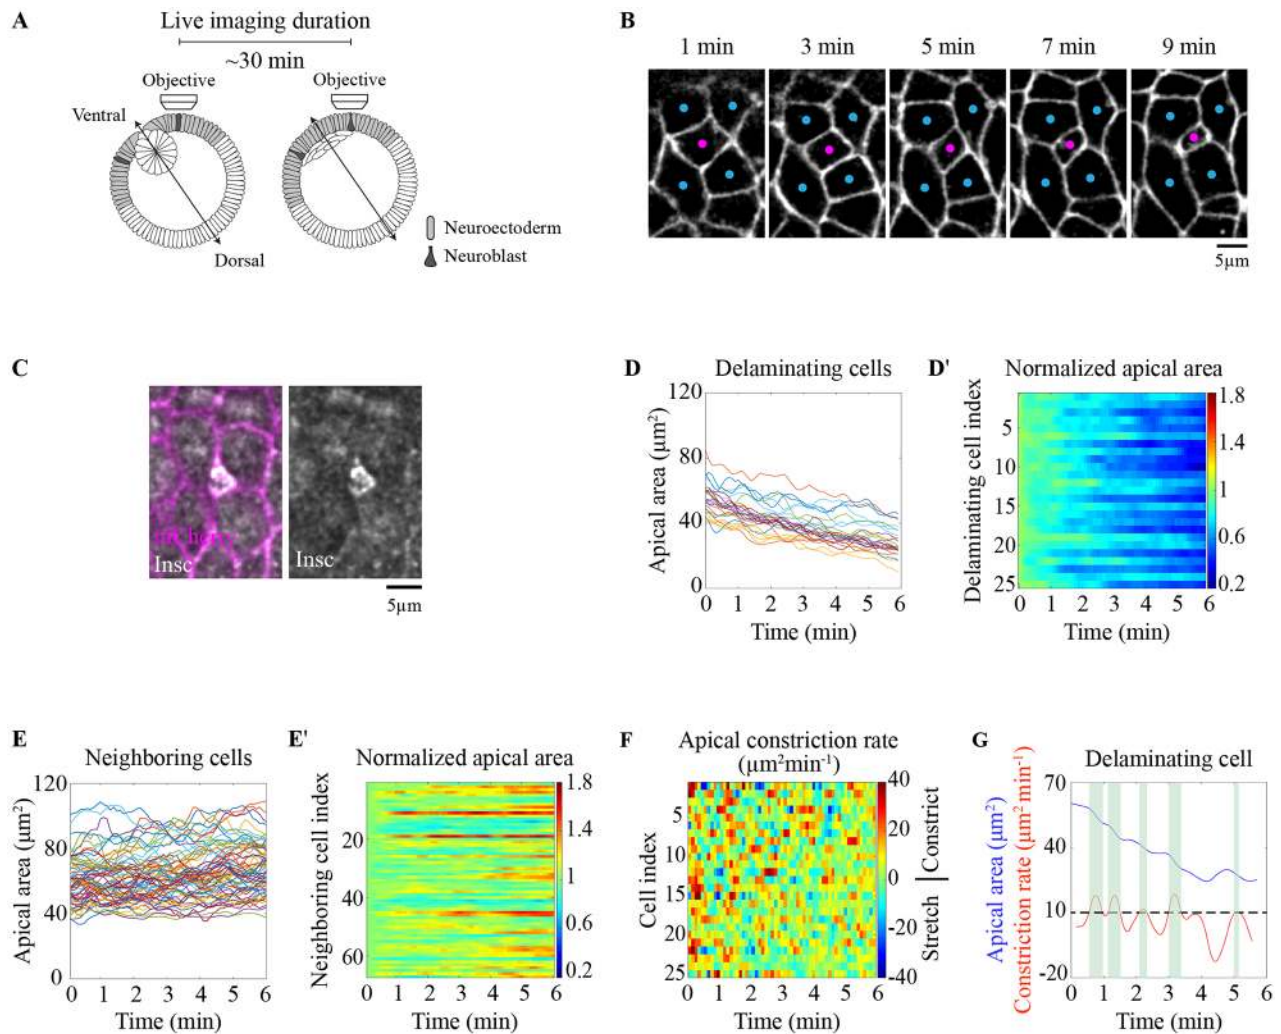 A
Live imaging duration
~30 min
Objective
Objective
Ventral
Dorsal
Neuroectoderm
Neuroblast
B
1 min
3 min
5 min
7 min
9 min
5µm
C
Insc
Insc
5µm
D
Delaminating cells
Apical area (µm²)
120
80
40
0
0 1 2 3 4 5 6
Time (min)
D'
Normalized apical area
Delaminating cell index
5
10
15
20
25
0 1 2 3 4 5 6
Time (min)
1.8
1.4
1
0.6
0.2
E
Neighboring cells
Apical area (µm²)
120
80
40
0
0 1 2 3 4 5 6
Time (min)
E'
Normalized apical area
Neighboring cell index
20
40
60
0 1 2 3 4 5 6
Time (min)
1.8
1.4
1
0.6
0.2
F
Apical constriction rate
(µm²min⁻¹)
Cell index
5
10
15
20
25
0 1 2 3 4 5 6
Time (min)
40
20
0
-20
-40
Stretch
Constrict
G
Delaminating cell
Apical area (µm²)
Constriction rate (µm² min⁻¹)
70
40
10
-20
0 1 2 3 4 5 6
Time (min)